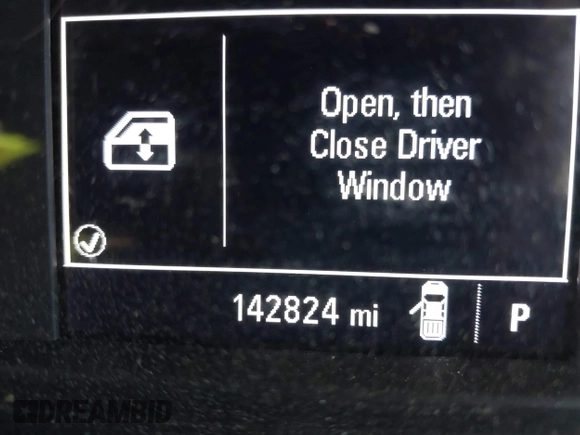 Open, then
Close Driver
Window
142824 mi
P
DREAMBID